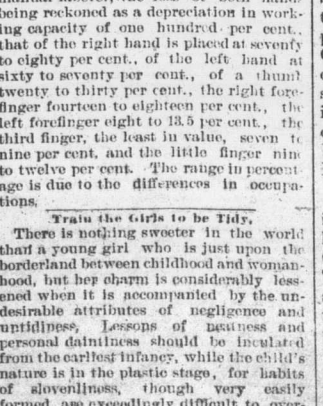 being reckoned as a depreciation in work-
ing capacity of one hundred per cent.,
that of the right hand is placed at seventy
to eighty per cent., of the left hand at
sixty to seventy per cent., of a thumb
twenty to thirty per cent., the right fore-
finger fourteen to eighteen per cent., the
left forefinger eight to 13.5 per cent., the
third finger, the least in value, seven to
nine per cent. and the little finger nine
to twelve per cent. The range in percent-
age is due to the differences in occupa-
tions.
Train the Girls to be Tidy.
There is nothing sweeter in the world
than a young girl who is just upon the
borderland between childhood and woman-
hood, but her charm is considerably less-
ened when it is accompanied by the un-
desirable attributes of negligence and
untidiness. Lessons of neatness and
personal daintiness should be inculated
from the earliest infancy, while the child's
nature is in the plastic stage, for habits
of slovenliness, though very easily
formed, are exceedingly difficult to over-